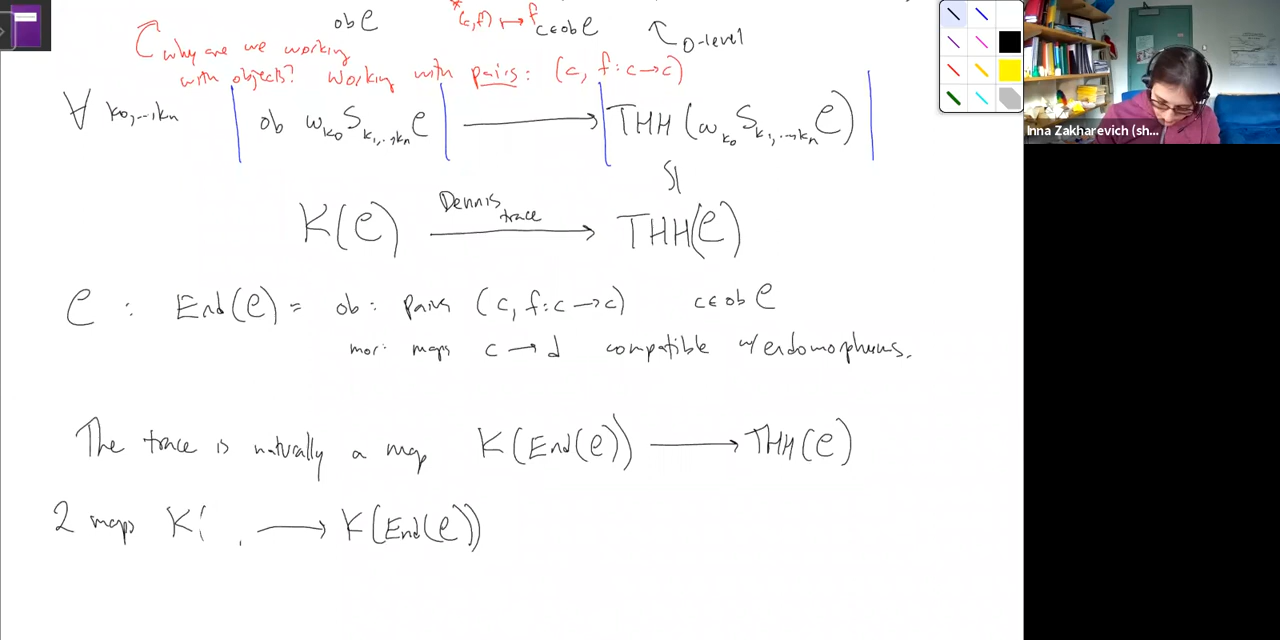 ob C (c,f) ↦ f c∈ob C
why are we working 0-level
with objects? Working with pairs: (c, f: c → c)
∀ k₀,...,kₙ | ob w_{k₀} S_{k₁,...,kₙ} C | ⟶ | THH (w_{k₀} S_{k₁,...,kₙ} C) |
K(C) Dennis trace ⟶ THH(C)
C : End(C) = ob: pairs (c, f: c → c) c∈ob C
mor: maps c → d compatible w/ endomorphisms.
The trace is naturally a map K(End(C)) ⟶ THH(C)
2 maps K( ⟶ K(End(C))
Inna Zakharevich (sh...